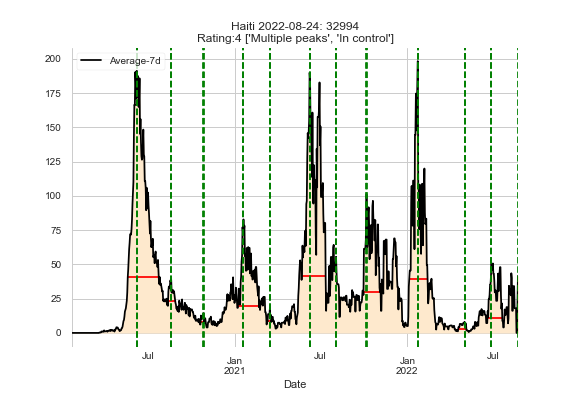 Haiti 2022-08-24: 32994
Rating:4 ['Multiple peaks', 'In control']
Average-7d
200
175
150
125
100
75
50
25
0
Jul
Jan
2021
Jul
Jan
2022
Jul
Date